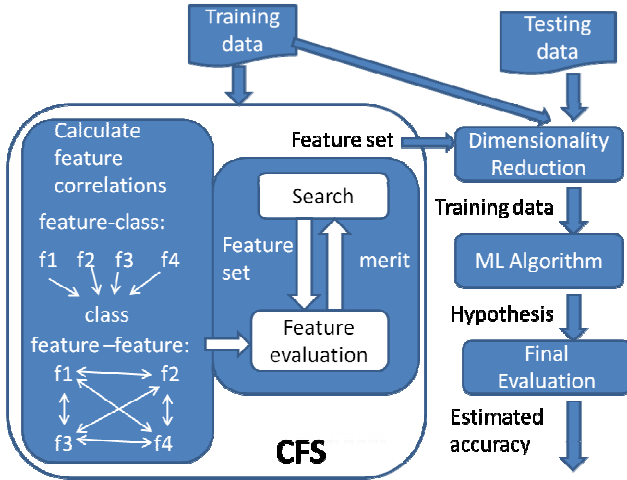 Training
data
Testing
data
Calculate
feature
correlations
feature-class:
f1 f2 f3 f4
class
feature–feature:
f1 f2
f3 f4
Search
Feature
set
merit
Feature
evaluation
CFS
Feature set
Dimensionality
Reduction
Training data
ML Algorithm
Hypothesis
Final
Evaluation
Estimated
accuracy